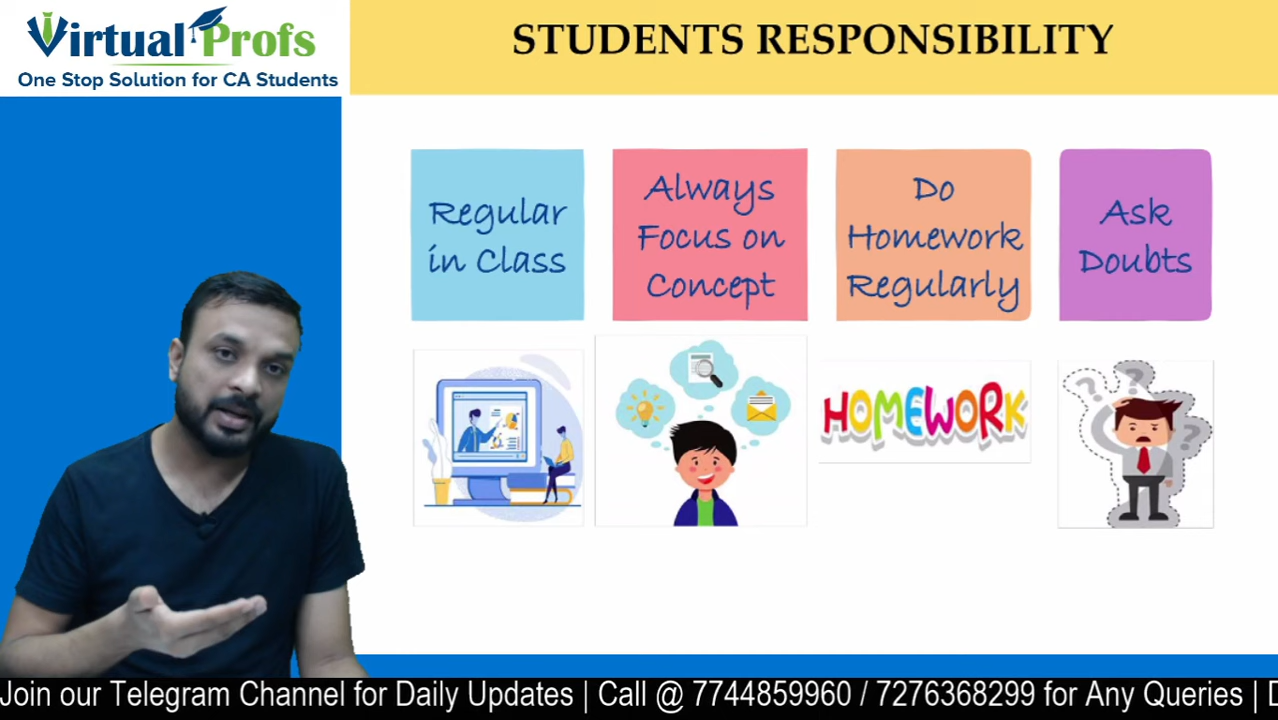 Virtual Profs
One Stop Solution for CA Students
STUDENTS RESPONSIBILITY
Regular
in Class
Always
Focus on
Concept
Do
Homework
Regularly
Ask
Doubts
HOMEWORK
Join our Telegram Channel for Daily Updates | Call @ 7744859960 / 7276368299 for Any Queries | D